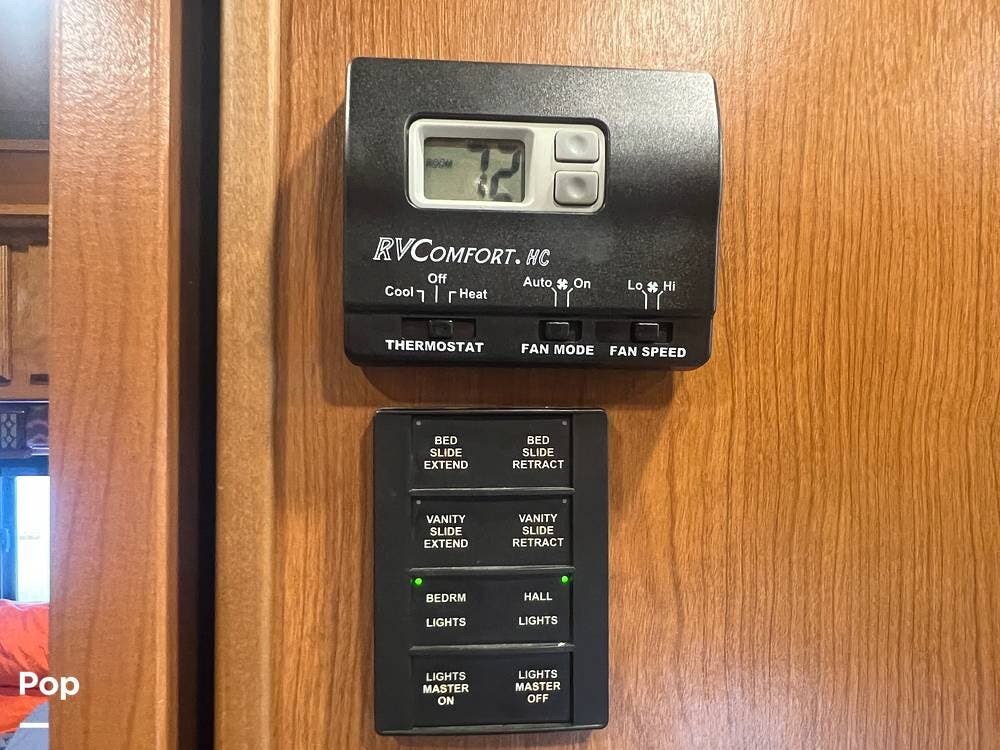 ROOM 72
RVCOMFORT. HC
Off
Cool Heat
Auto On
Lo Hi
THERMOSTAT FAN MODE FAN SPEED
BED BED
SLIDE SLIDE
EXTEND RETRACT
VANITY VANITY
SLIDE SLIDE
EXTEND RETRACT
BEDRM HALL
LIGHTS LIGHTS
LIGHTS LIGHTS
MASTER MASTER
ON OFF
Pop